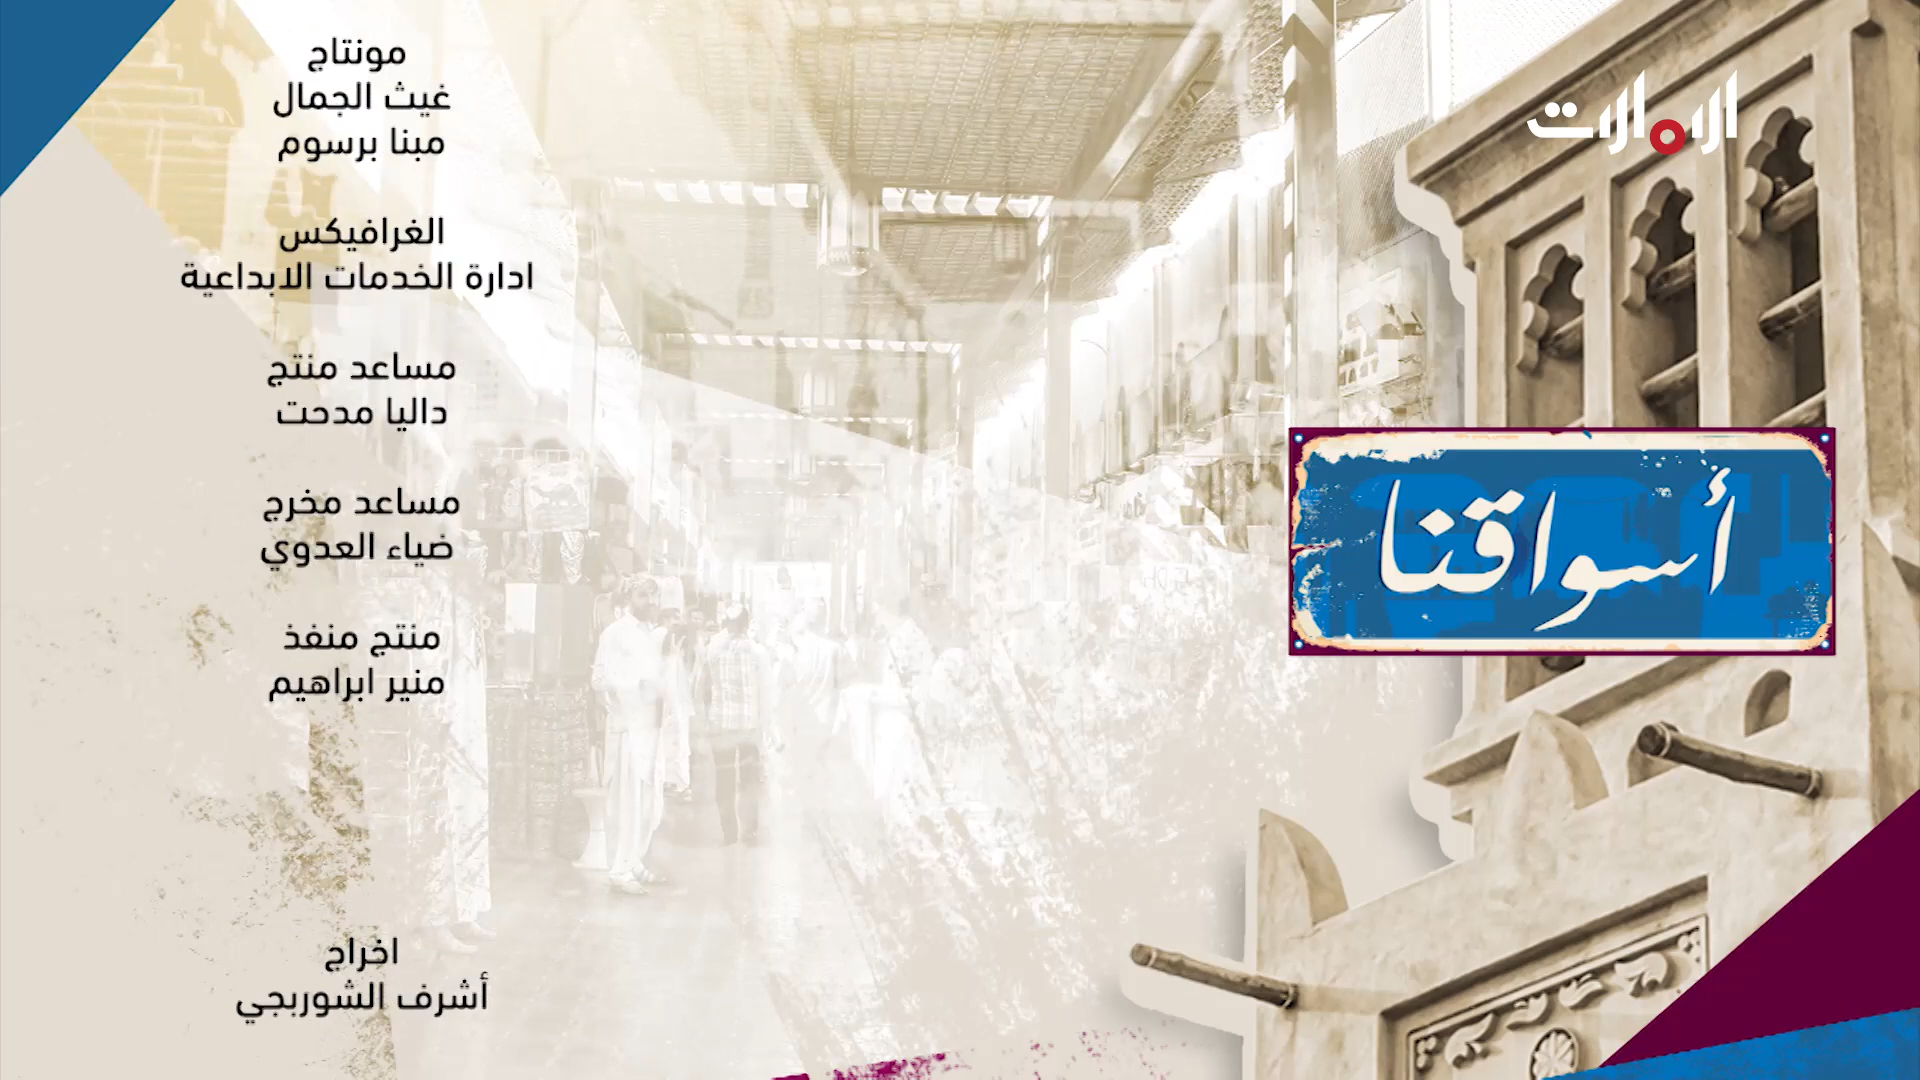 مونتاج
غيث الجمال
مبنا برسوم
الغرافيكس
ادارة الخدمات الابداعية
مساعد منتج
داليا مدحت
مساعد مخرج
ضياء العدوي
منتج منفذ
منير ابراهيم
اخراج
أشرف الشوربجي
الإمارات
أسواقنا